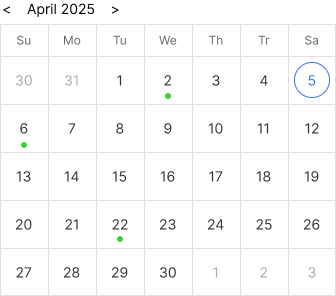 < April 2025 >
Su Mo Tu We Th Tr Sa
30 31 1 2 3 4 5
6 7 8 9 10 11 12
13 14 15 16 17 18 19
20 21 22 23 24 25 26
27 28 29 30 1 2 3